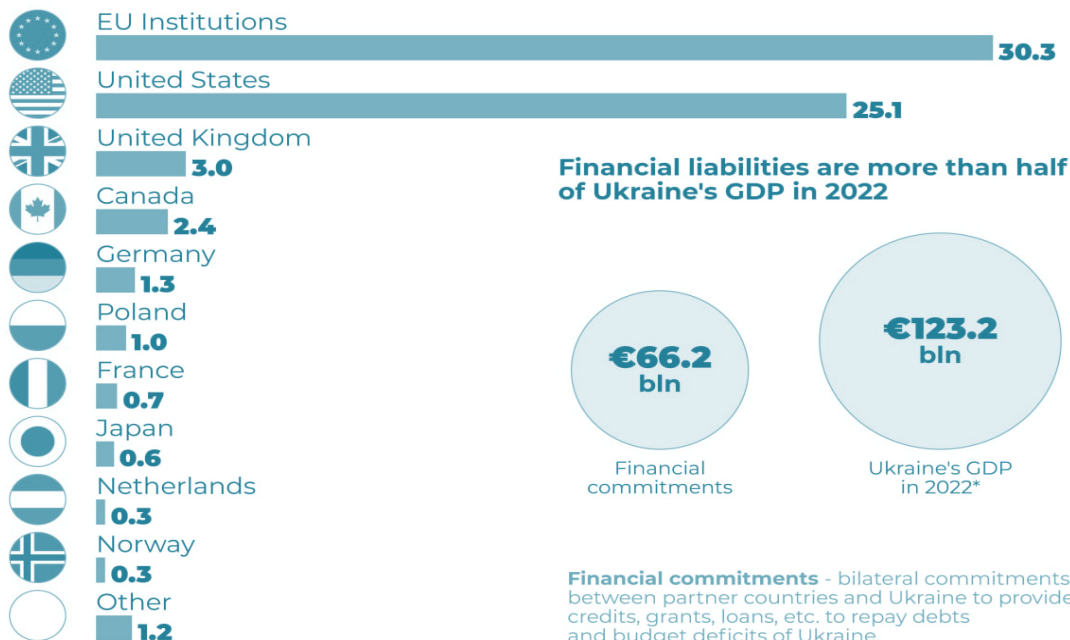 EU Institutions
30.3
United States
25.1
United Kingdom
3.0
Canada
2.4
Germany
1.3
Poland
1.0
France
0.7
Japan
0.6
Netherlands
0.3
Norway
0.3
Other
1.2
Financial liabilities are more than half
of Ukraine's GDP in 2022
€66.2
bln
Financial
commitments
€123.2
bln
Ukraine's GDP
in 2022*
Financial commitments - bilateral commitments
between partner countries and Ukraine to provide
credits, grants, loans, etc. to repay debts
and budget deficits of Ukraine